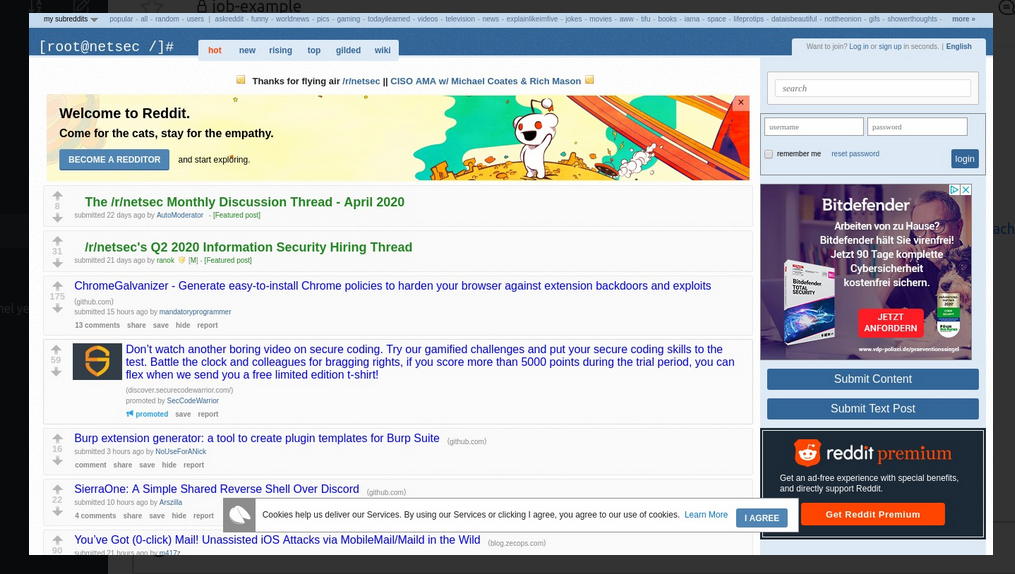 job-example
my subreddits
popular - all - random - users | askreddit - funny - worldnews - pics - gaming - todayilearned - videos - television - news - explainlikeimfive - jokes - movies - aww - tifu - books - iama - space - lifeprotips - dataisbeautiful - nottheonion - gifs - showerthoughts -
more »
[root@netsec /]#
hot new rising top gilded wiki
Want to join? Log in or sign up in seconds. | English
Thanks for flying air /r/netsec || CISO AMA w/ Michael Coates & Rich Mason
search
Welcome to Reddit.
Come for the cats, stay for the empathy.
BECOME A REDDITOR and start exploring.
username password
remember me reset password login
8
The /r/netsec Monthly Discussion Thread - April 2020
submitted 22 days ago by AutoModerator - [Featured post]
31
/r/netsec's Q2 2020 Information Security Hiring Thread
submitted 21 days ago by ranok [M] - [Featured post]
175
ChromeGalvanizer - Generate easy-to-install Chrome policies to harden your browser against extension backdoors and exploits
(github.com)
submitted 15 hours ago by mandatoryprogrammer
13 comments share save hide report
59
Don't watch another boring video on secure coding. Try our gamified challenges and put your secure coding skills to the
test. Battle the clock and colleagues for bragging rights, if you score more than 5000 points during the trial period, you can
flex when we send you a free limited edition t-shirt!
(discover.securecodewarrior.com/)
promoted by SecCodeWarrior
promoted save report
16
Burp extension generator: a tool to create plugin templates for Burp Suite (github.com)
submitted 3 hours ago by NoUseForANick
comment share save hide report
22
SierraOne: A Simple Shared Reverse Shell Over Discord (github.com)
submitted 10 hours ago by Arszilla
4 comments share save hide report
90
You've Got (0-click) Mail! Unassisted iOS Attacks via MobileMail/Maild in the Wild (blog.zecops.com)
submitted 21 hours ago by m417z
Bitdefender
Arbeiten von zu Hause?
Bitdefender hält Sie virenfrei!
Jetzt 90 Tage komplette
Cybersicherheit
kostenfrei sichern.
Bitdefender
TOTAL
SECURITY
JETZT
ANFORDERN
www.vdp-polizei.de/praeventionssiegel
Submit Content
Submit Text Post
reddit premium
Get an ad-free experience with special benefits,
and directly support Reddit.
Get Reddit Premium
Cookies help us deliver our Services. By using our Services or clicking I agree, you agree to our use of cookies. Learn More I AGREE